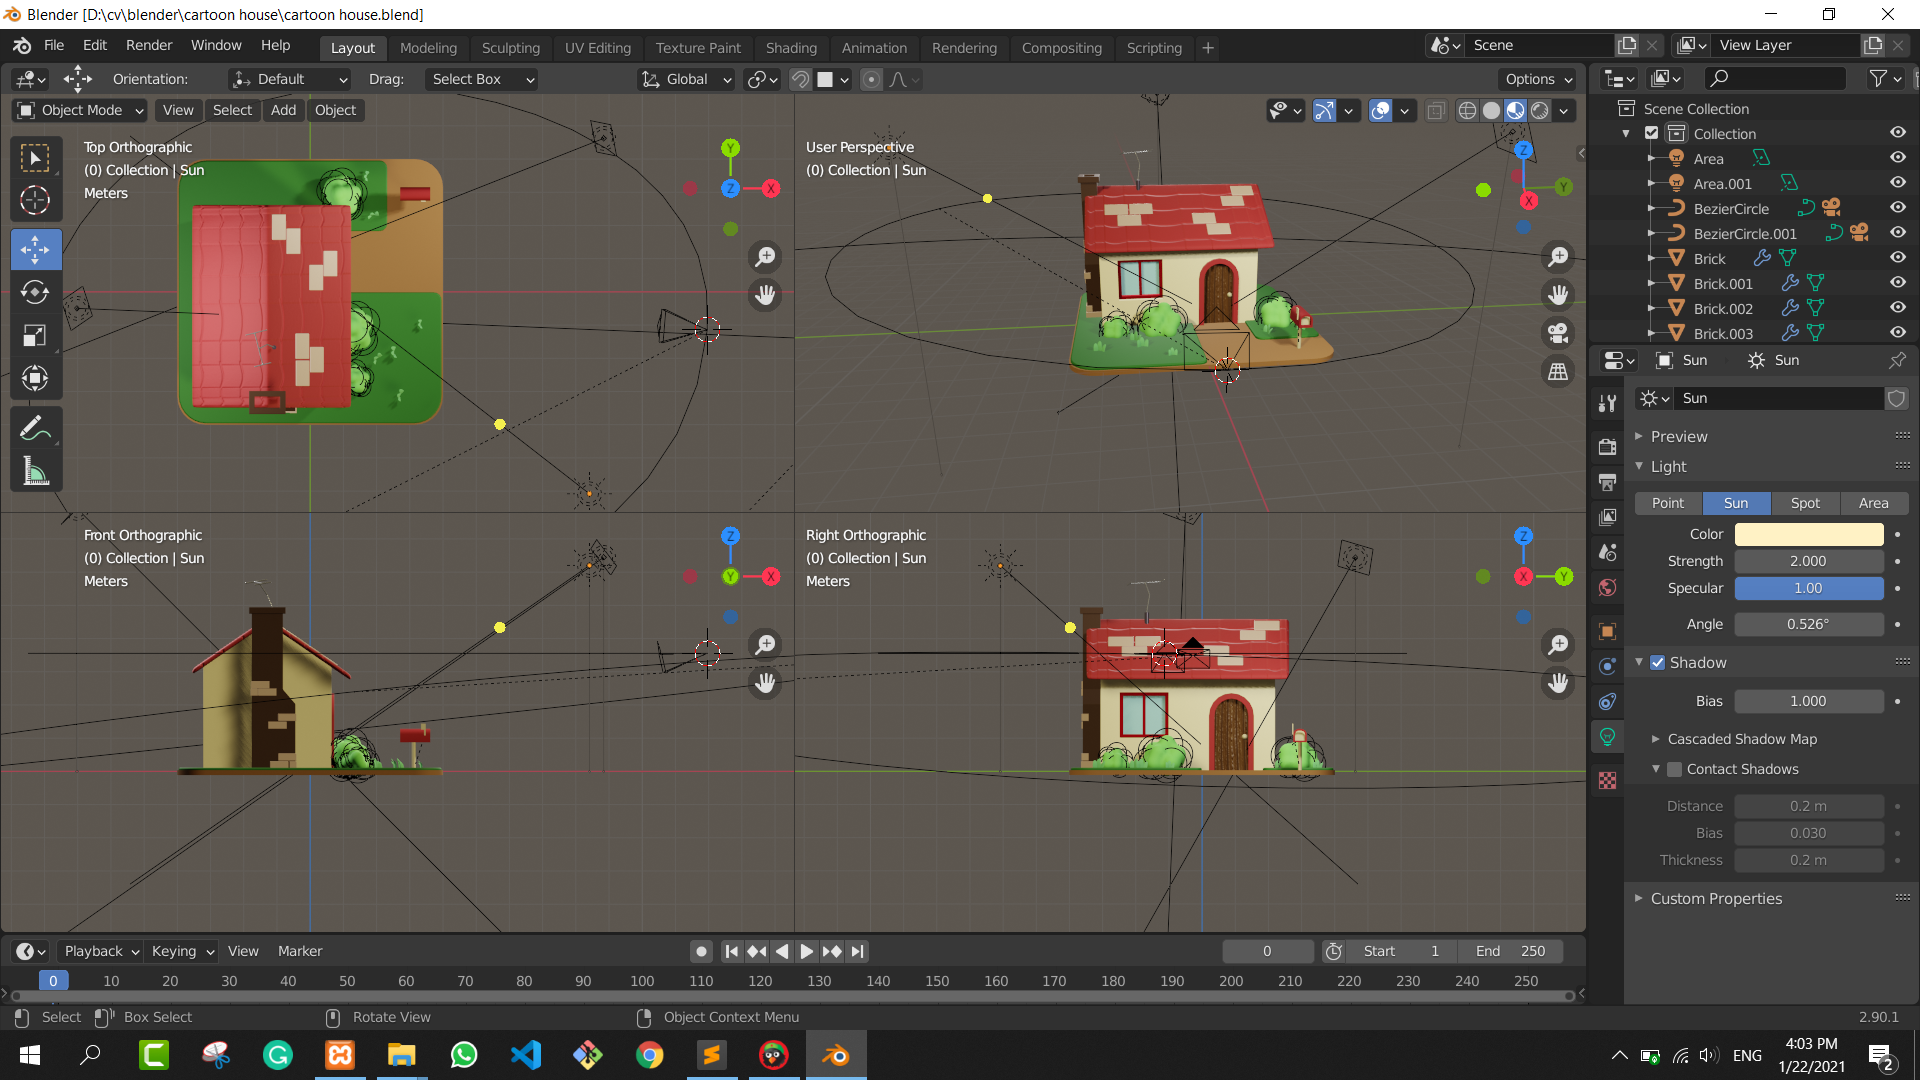 Blender [D:\cv\blender\cartoon house\cartoon house.blend]
File Edit Render Window Help Layout Modeling Sculpting UV Editing Texture Paint Shading Animation Rendering Compositing Scripting + Scene View Layer
Orientation: Default Drag: Select Box Global Options
Object Mode View Select Add Object
Top Orthographic
(0) Collection | Sun
Meters
Y
Z
X
User Perspective
(0) Collection | Sun
Z
Y
X
Front Orthographic
(0) Collection | Sun
Meters
Z
Y
X
Right Orthographic
(0) Collection | Sun
Meters
Z
X
Y
Scene Collection
Collection
Area
Area.001
BezierCircle
BezierCircle.001
Brick
Brick.001
Brick.002
Brick.003
Sun Sun
Sun
Preview
Light
Point Sun Spot Area
Color
Strength 2.000
Specular 1.00
Angle 0.526°
Shadow
Bias 1.000
Cascaded Shadow Map
Contact Shadows
Distance 0.2 m
Bias 0.030
Thickness 0.2 m
Custom Properties
Playback Keying View Marker 0 Start 1 End 250
0 10 20 30 40 50 60 70 80 90 100 110 120 130 140 150 160 170 180 190 200 210 220 230 240 250
Select Box Select Rotate View Object Context Menu 2.90.1
ENG
4:03 PM
1/22/2021
2